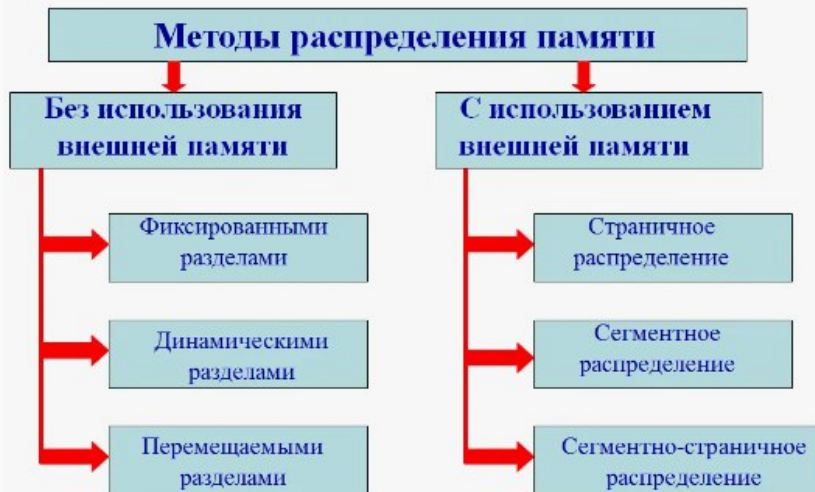 Методы распределения памяти
Без использования
внешней памяти
С использованием
внешней памяти
Фиксированными
разделами
Динамическими
разделами
Перемещаемыми
разделами
Страничное
распределение
Сегментное
распределение
Сегментно-страничное
распределение